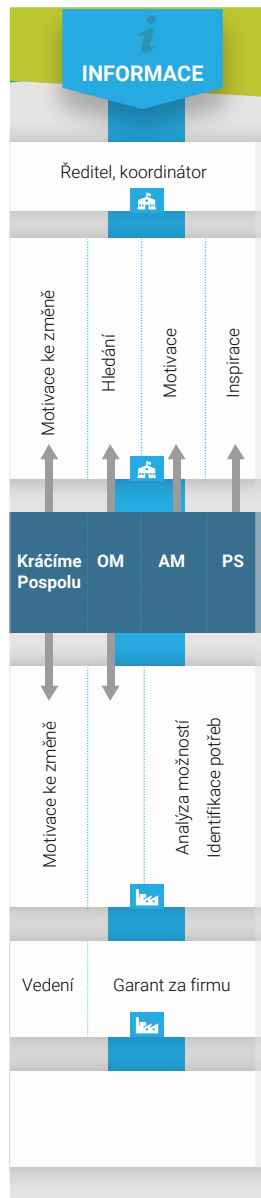 i
INFORMACE
Ředitel, koordinátor
Motivace ke změně
Hledání
Motivace
Inspirace
Kráčíme
Pospolu
OM
AM
PS
Motivace ke změně
Analýza možností
Identifikace potřeb
Vedení
Garant za firmu